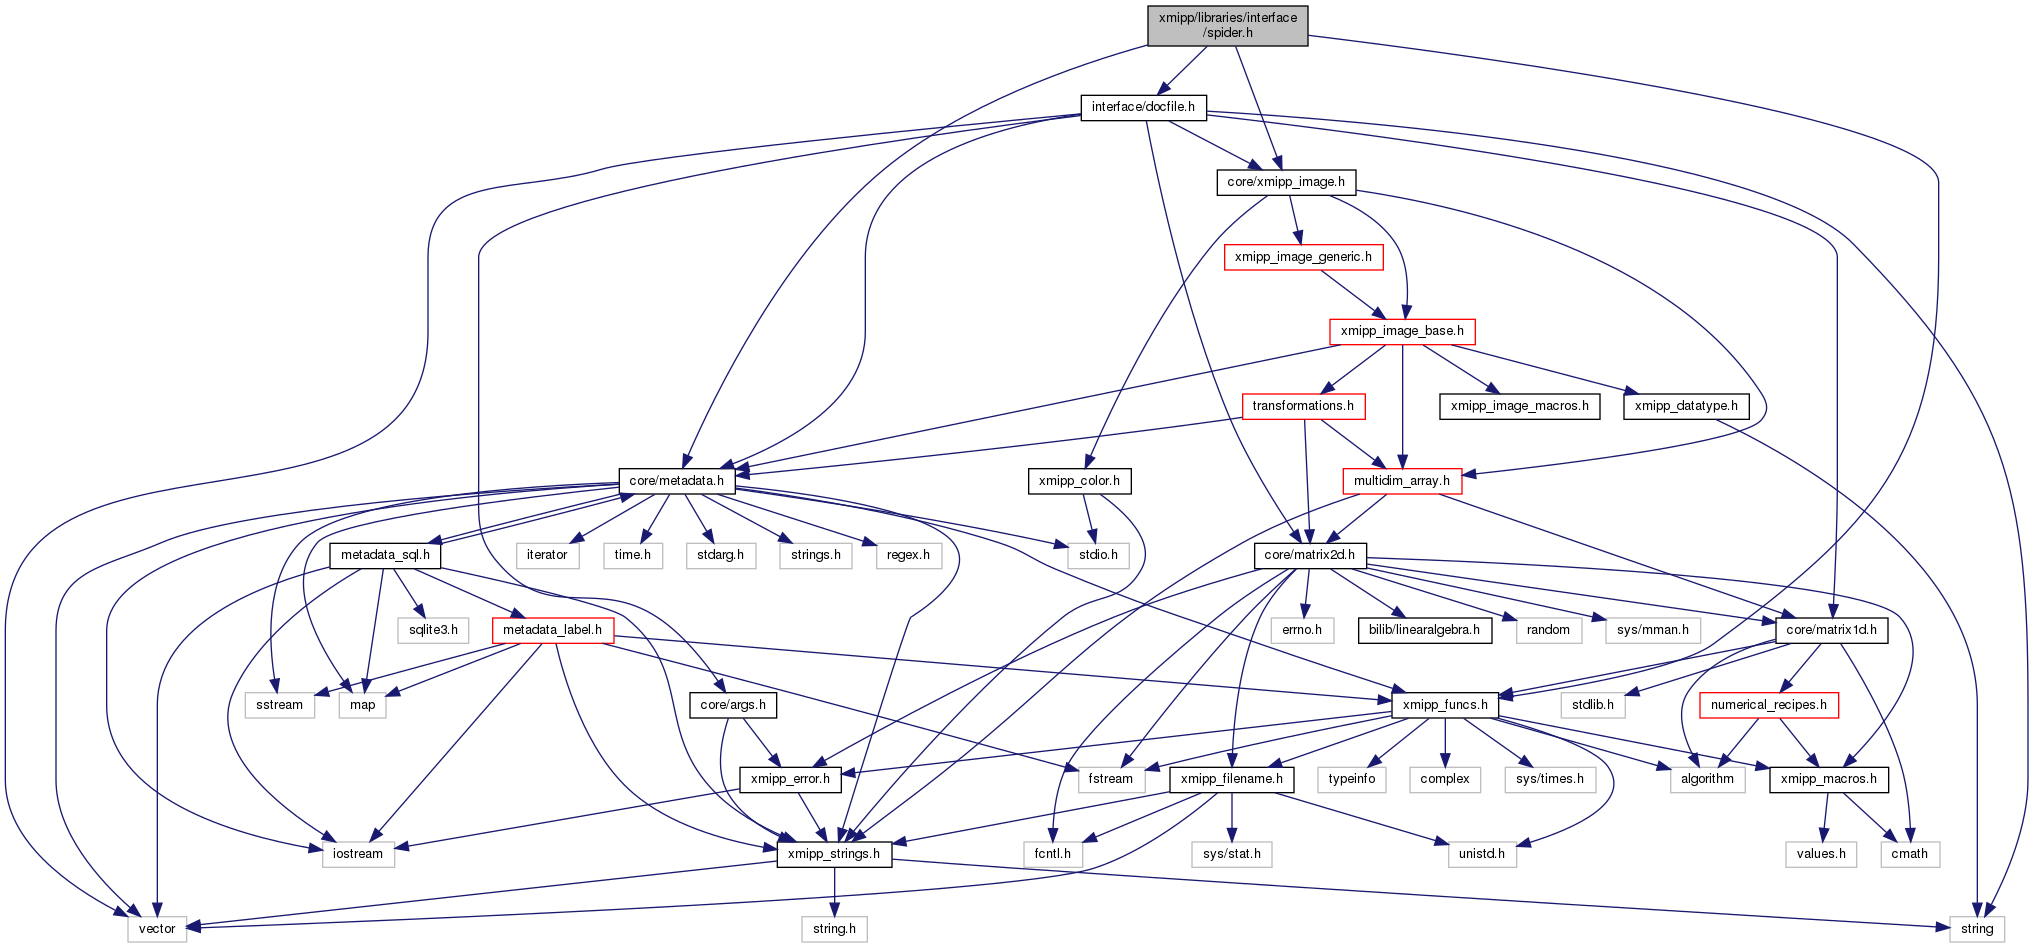 xmipp/libraries/interface
/spider.h
interface/docfile.h
core/xmipp_image.h
xmipp_image_generic.h
xmipp_image_base.h
transformations.h
xmipp_image_macros.h
xmipp_datatype.h
core/metadata.h
xmipp_color.h
multidim_array.h
metadata_sql.h
iterator
time.h
stdarg.h
strings.h
regex.h
stdio.h
core/matrix2d.h
sqlite3.h
metadata_label.h
errno.h
bilib/linearalgebra.h
random
sys/mman.h
core/matrix1d.h
sstream
map
core/args.h
xmipp_funcs.h
stdlib.h
numerical_recipes.h
xmipp_error.h
fstream
xmipp_filename.h
typeinfo
complex
sys/times.h
algorithm
xmipp_macros.h
iostream
xmipp_strings.h
fcntl.h
sys/stat.h
unistd.h
values.h
cmath
vector
string.h
string